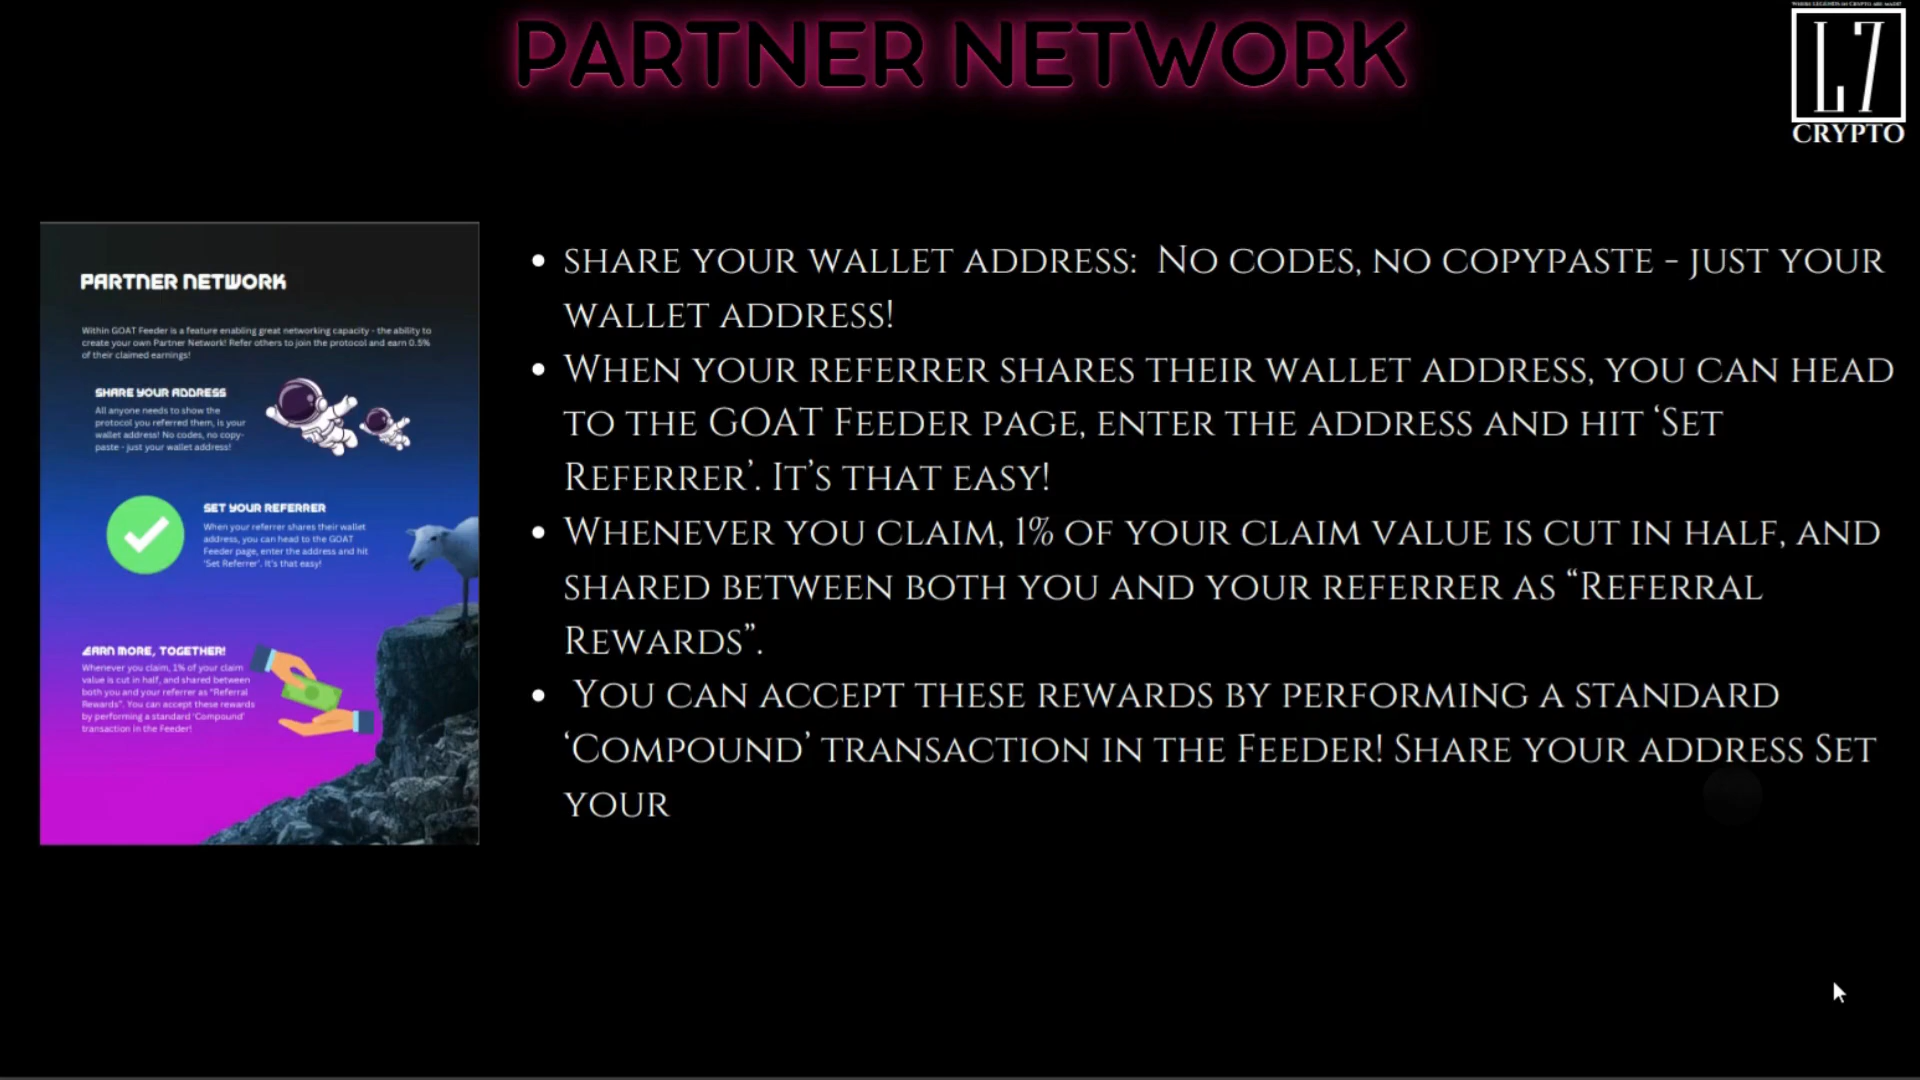 "WHERE LEGENDS OF CRYPTO ARE MADE"
PARTNER NETWORK
L7
CRYPTO
PARTNER NETWORK
Within GOAT Feeder is a feature enabling great networking capacity - the ability to
create your own Partner Network! Refer others to join the protocol and earn 0.5%
of their claimed earnings!
SHARE YOUR ADDRESS
All anyone needs to show the
protocol you referred them, is your
wallet address! No codes, no copy-
paste - just your wallet address!
SET YOUR REFERRER
When your referrer shares their wallet
address, you can head to the GOAT
Feeder page, enter the address and hit
'Set Referrer'. It's that easy!
EARN MORE, TOGETHER!
Whenever you claim, 1% of your claim
value is cut in half, and shared between
both you and your referrer as "Referral
Rewards". You can accept these rewards
by performing a standard 'Compound'
transaction in the Feeder!
• SHARE YOUR WALLET ADDRESS: NO CODES, NO COPYPASTE - JUST YOUR
WALLET ADDRESS!
• WHEN YOUR REFERRER SHARES THEIR WALLET ADDRESS, YOU CAN HEAD
TO THE GOAT FEEDER PAGE, ENTER THE ADDRESS AND HIT ‘SET
REFERRER’. IT’S THAT EASY!
• WHENEVER YOU CLAIM, 1% OF YOUR CLAIM VALUE IS CUT IN HALF, AND
SHARED BETWEEN BOTH YOU AND YOUR REFERRER AS “REFERRAL
REWARDS”.
• YOU CAN ACCEPT THESE REWARDS BY PERFORMING A STANDARD
‘COMPOUND’ TRANSACTION IN THE FEEDER! SHARE YOUR ADDRESS SET
YOUR